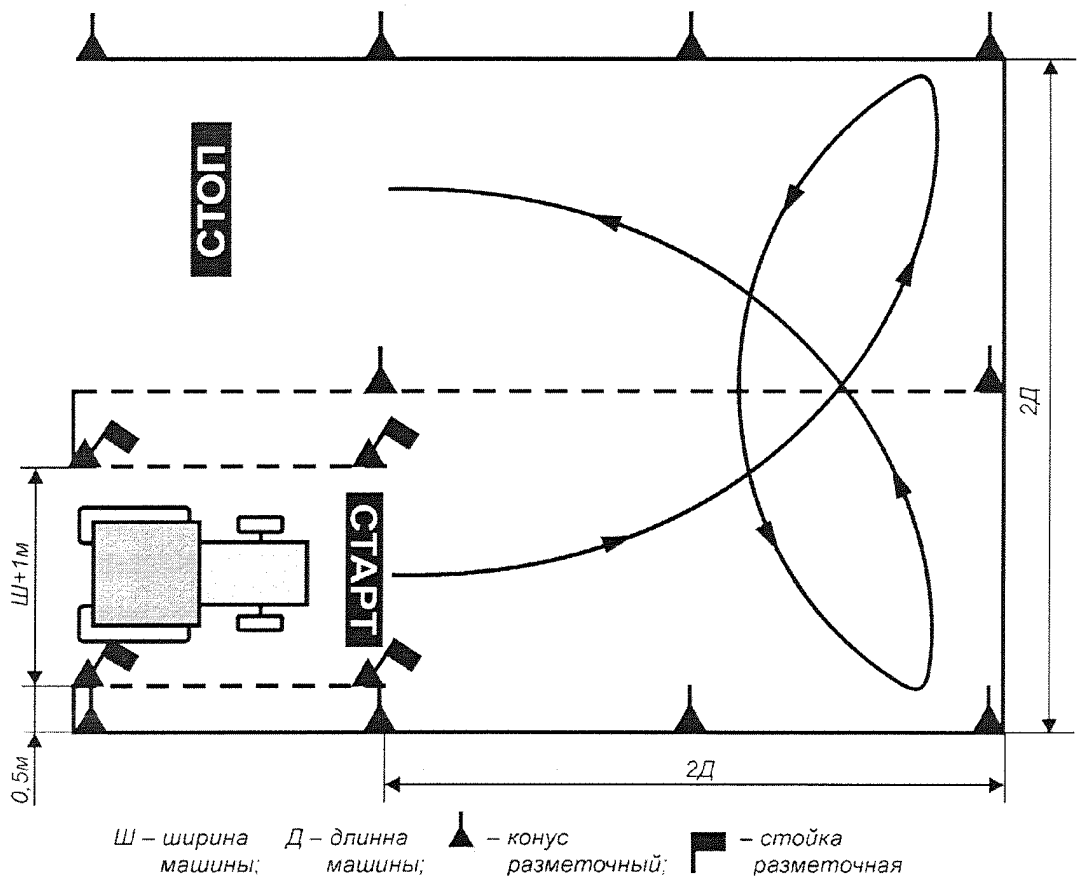 СТОП
2Д
СТАРТ
Ш+1м
0,5м
2Д
Ш – ширина машины;
Д – длинна машины;
– конус разметочный;
– стойка разметочная